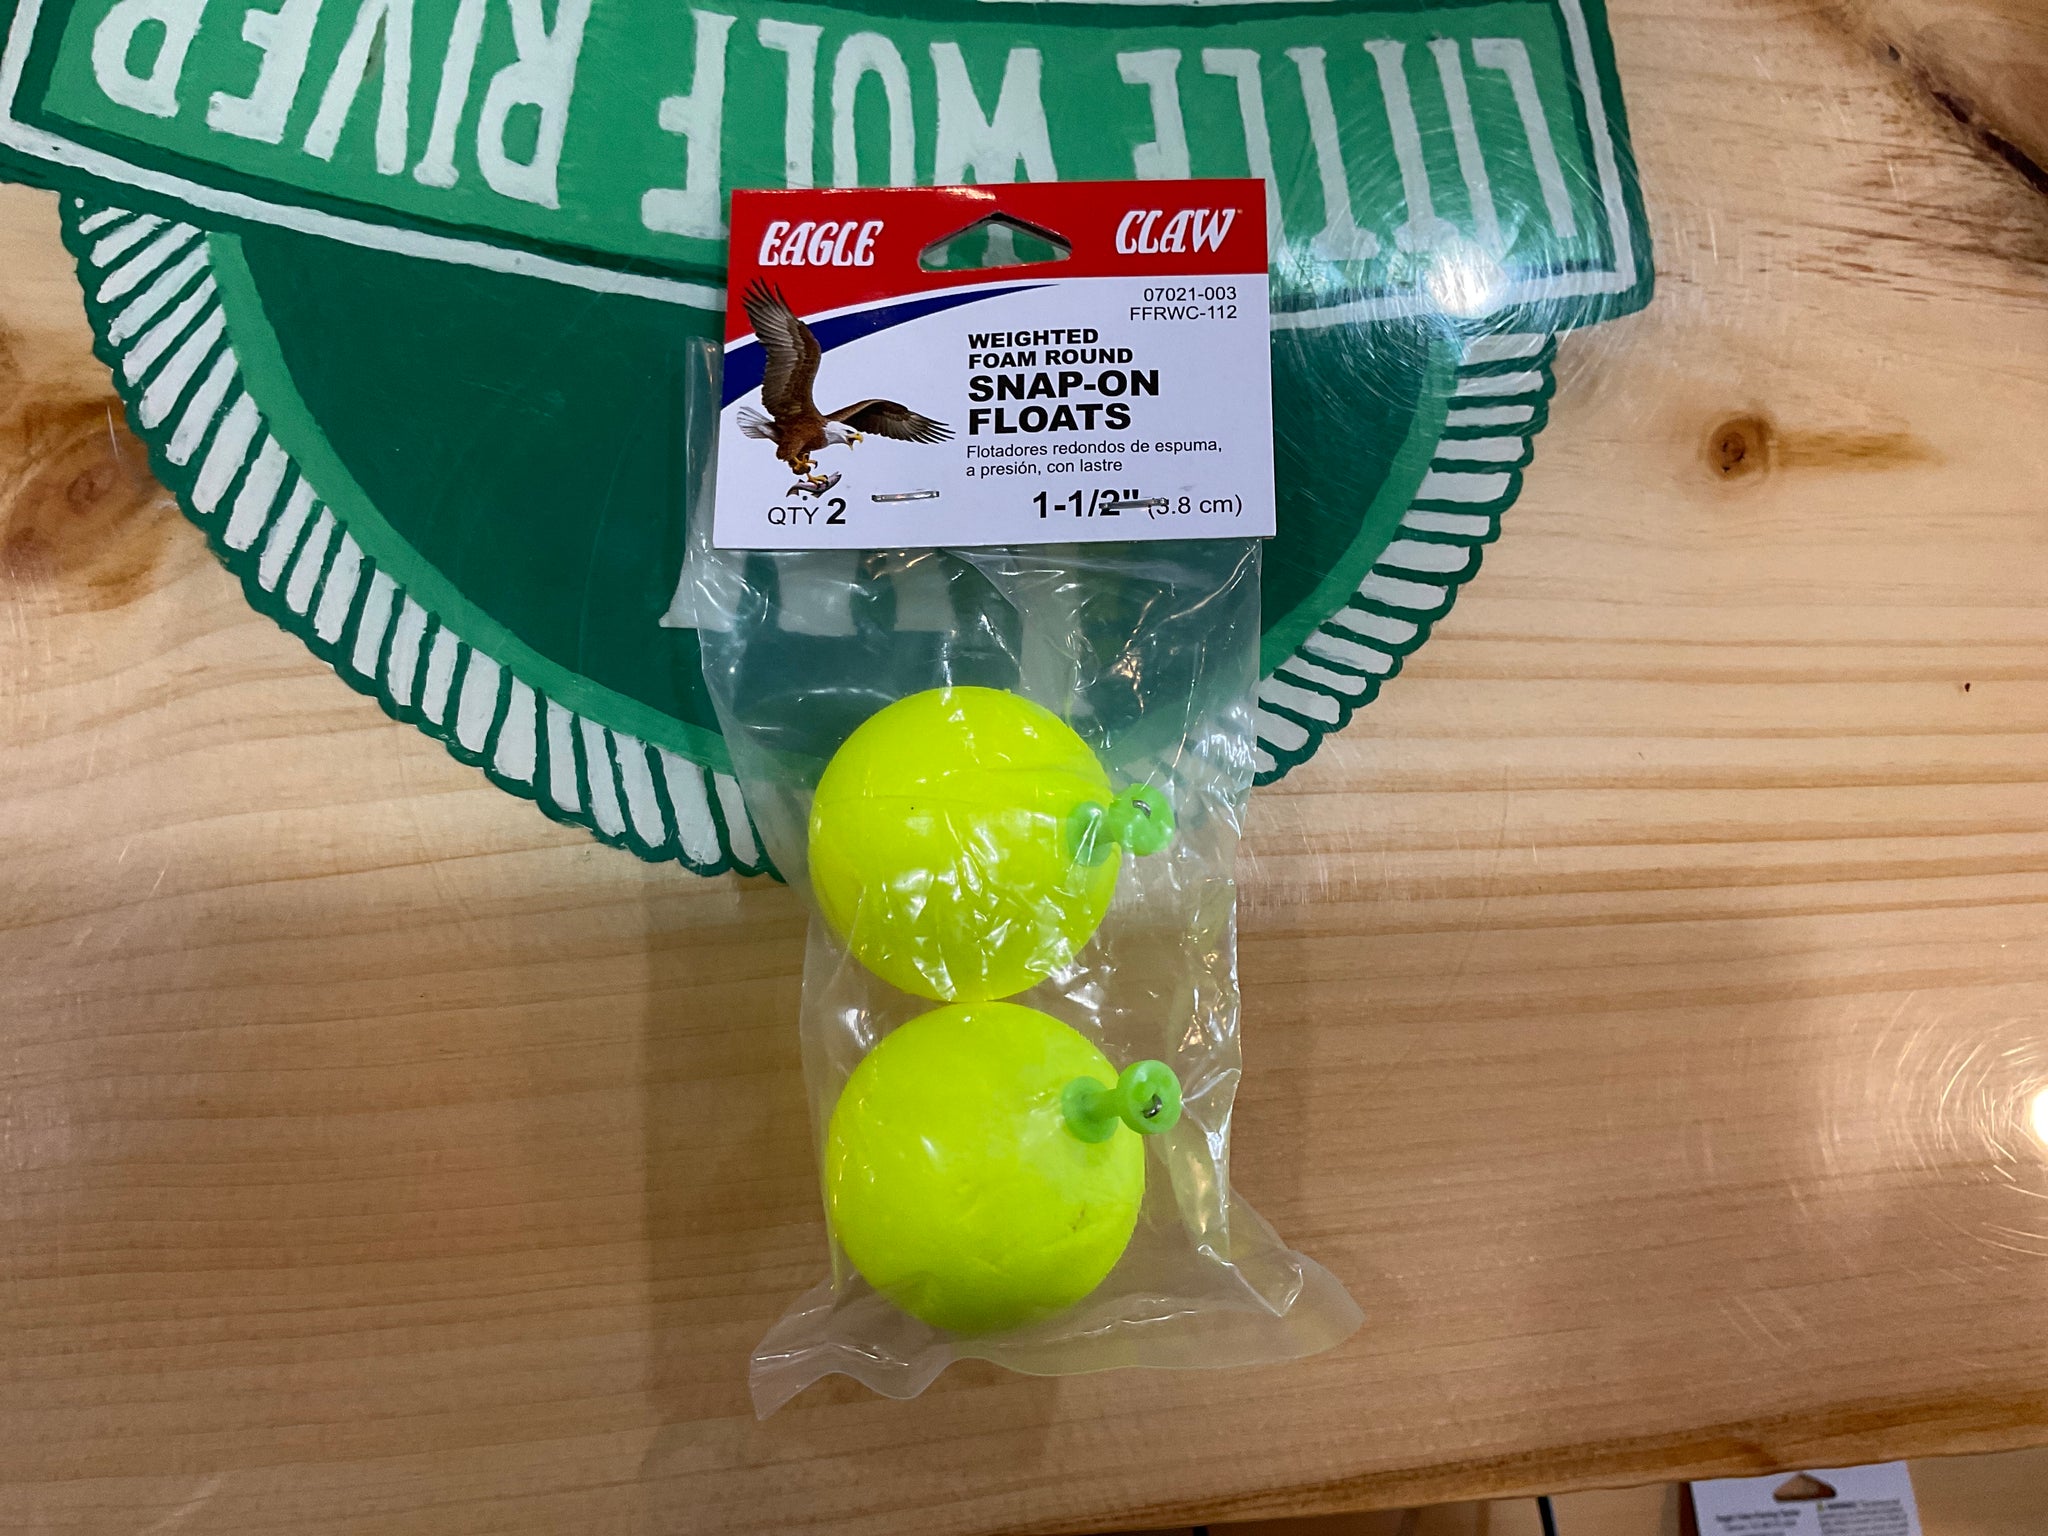 LITTLE WOLF RIVER
EAGLE CLAW
07021-003
FFRWC-112
WEIGHTED
FOAM ROUND
SNAP-ON
FLOATS
Flotadores redondos de espuma,
a presión, con lastre
QTY 2
1-1/2" (3.8 cm)